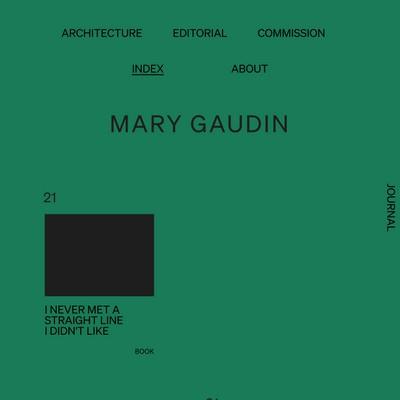 ARCHITECTURE EDITORIAL COMMISSION
INDEX ABOUT
MARY GAUDIN
JOURNAL
21
I NEVER MET A
STRAIGHT LINE
I DIDN'T LIKE
BOOK